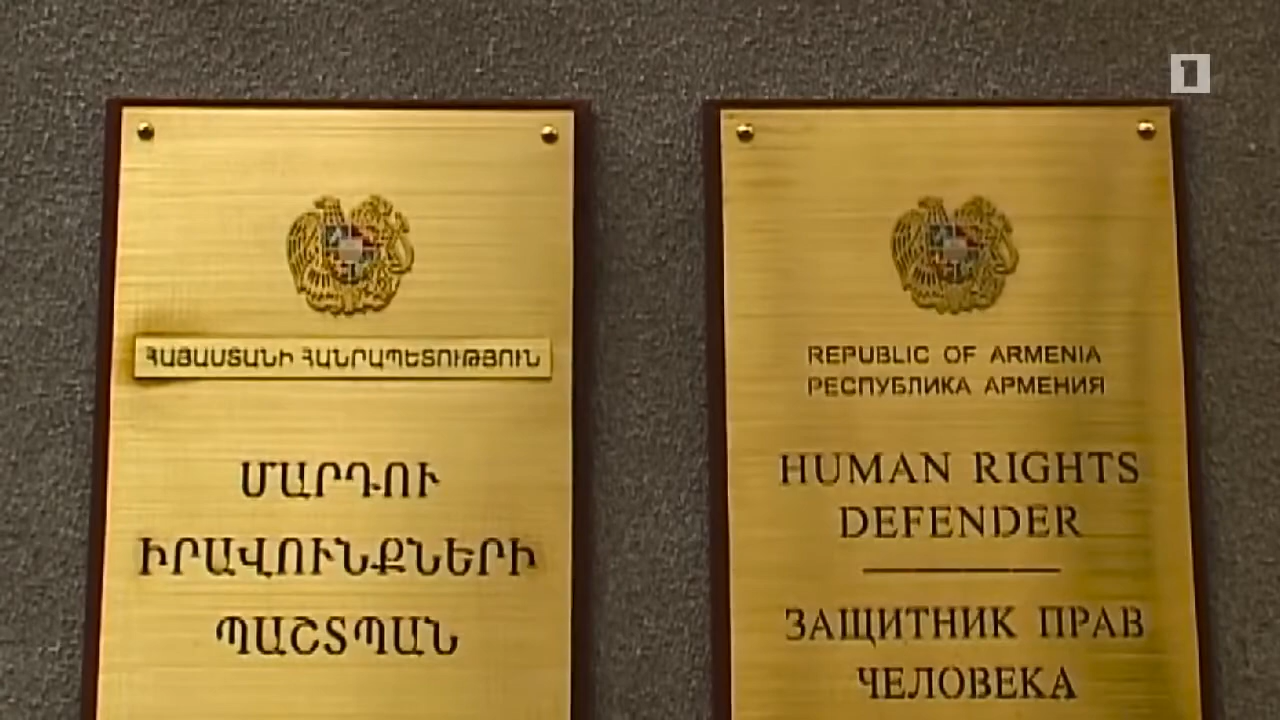 ՀԱՅԱՍՏԱՆԻ ՀԱՆՐԱՊԵՏՈՒԹՅՈՒՆ
ՄԱՐԴՈՒ
ԻՐԱՎՈՒՆՔՆԵՐԻ
ՊԱՇՏՊԱՆ
REPUBLIC OF ARMENIA
РЕСПУБЛИКА АРМЕНИЯ
HUMAN RIGHTS
DEFENDER
ЗАЩИТНИК ПРАВ
ЧЕЛОВЕКА
1